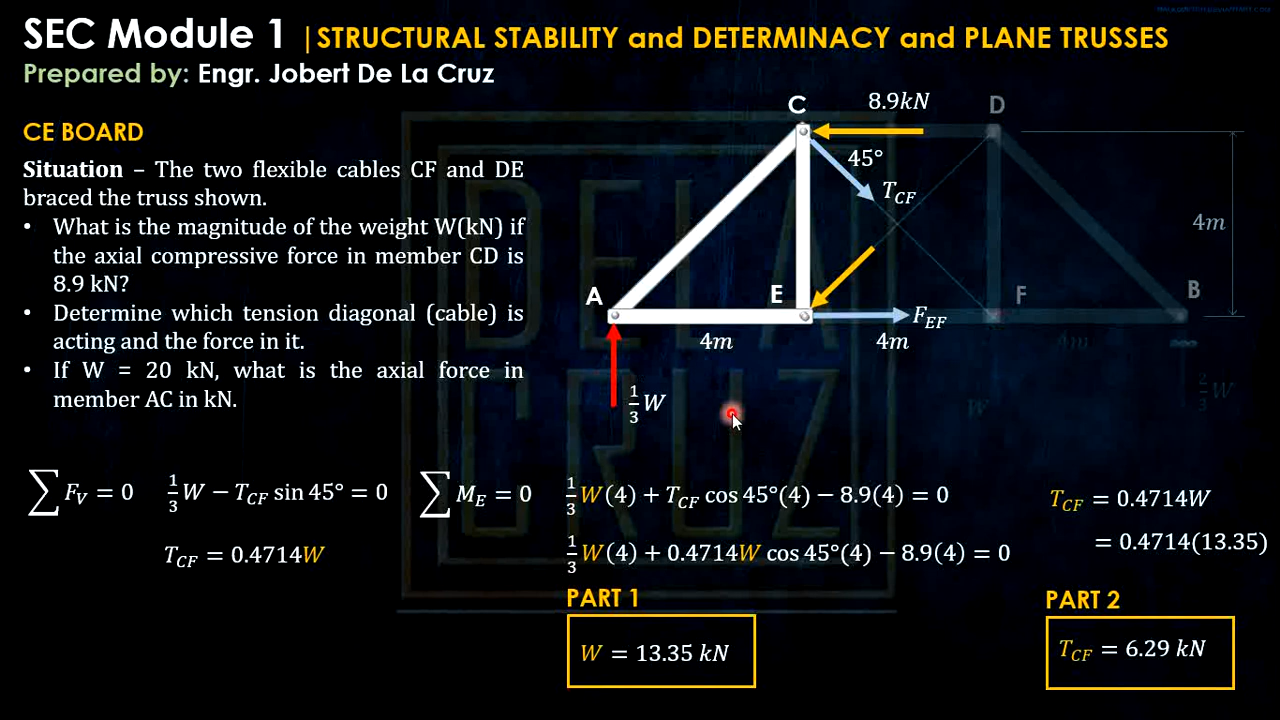 SEC Module 1 |STRUCTURAL STABILITY and DETERMINACY and PLANE TRUSSES
Prepared by: Engr. Jobert De La Cruz
CE BOARD
Situation – The two flexible cables CF and DE
braced the truss shown.
• What is the magnitude of the weight W(kN) if
the axial compressive force in member CD is
8.9 kN?
• Determine which tension diagonal (cable) is
acting and the force in it.
• If W = 20 kN, what is the axial force in
member AC in kN.
C 8.9kN D
45°
T_CF
4m
A E F B
F_EF
4m 4m 4m
1/3 W W 2/3 W
DELA
CRUZ
∑F_V = 0 1/3 W − T_CF sin 45° = 0 ∑M_E = 0 1/3 W(4) + T_CF cos 45°(4) − 8.9(4) = 0 T_CF = 0.4714W
T_CF = 0.4714W 1/3 W(4) + 0.4714W cos 45°(4) − 8.9(4) = 0 = 0.4714(13.35)
PART 1 PART 2
W = 13.35 kN T_CF = 6.29 kN